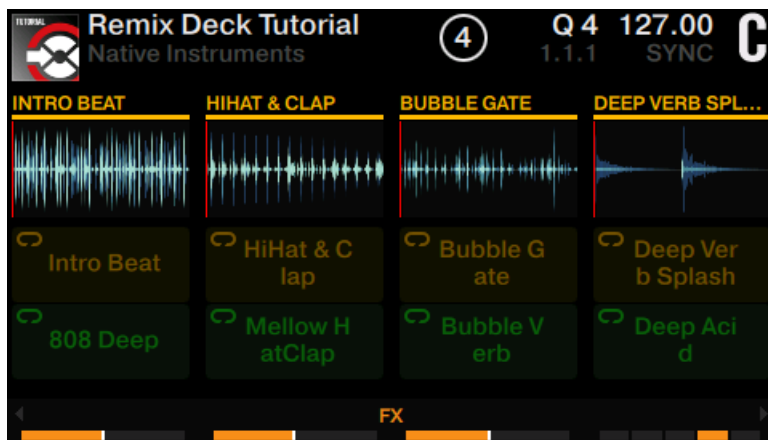 TUTORIAL
Remix Deck Tutorial
Native Instruments
4
Q 4 127.00
1.1.1 SYNC
C
INTRO BEAT HIHAT & CLAP BUBBLE GATE DEEP VERB SPL...
Intro Beat
HiHat & C
lap
Bubble G
ate
Deep Ver
b Splash
808 Deep
Mellow H
atClap
Bubble V
erb
Deep Aci
d
FX